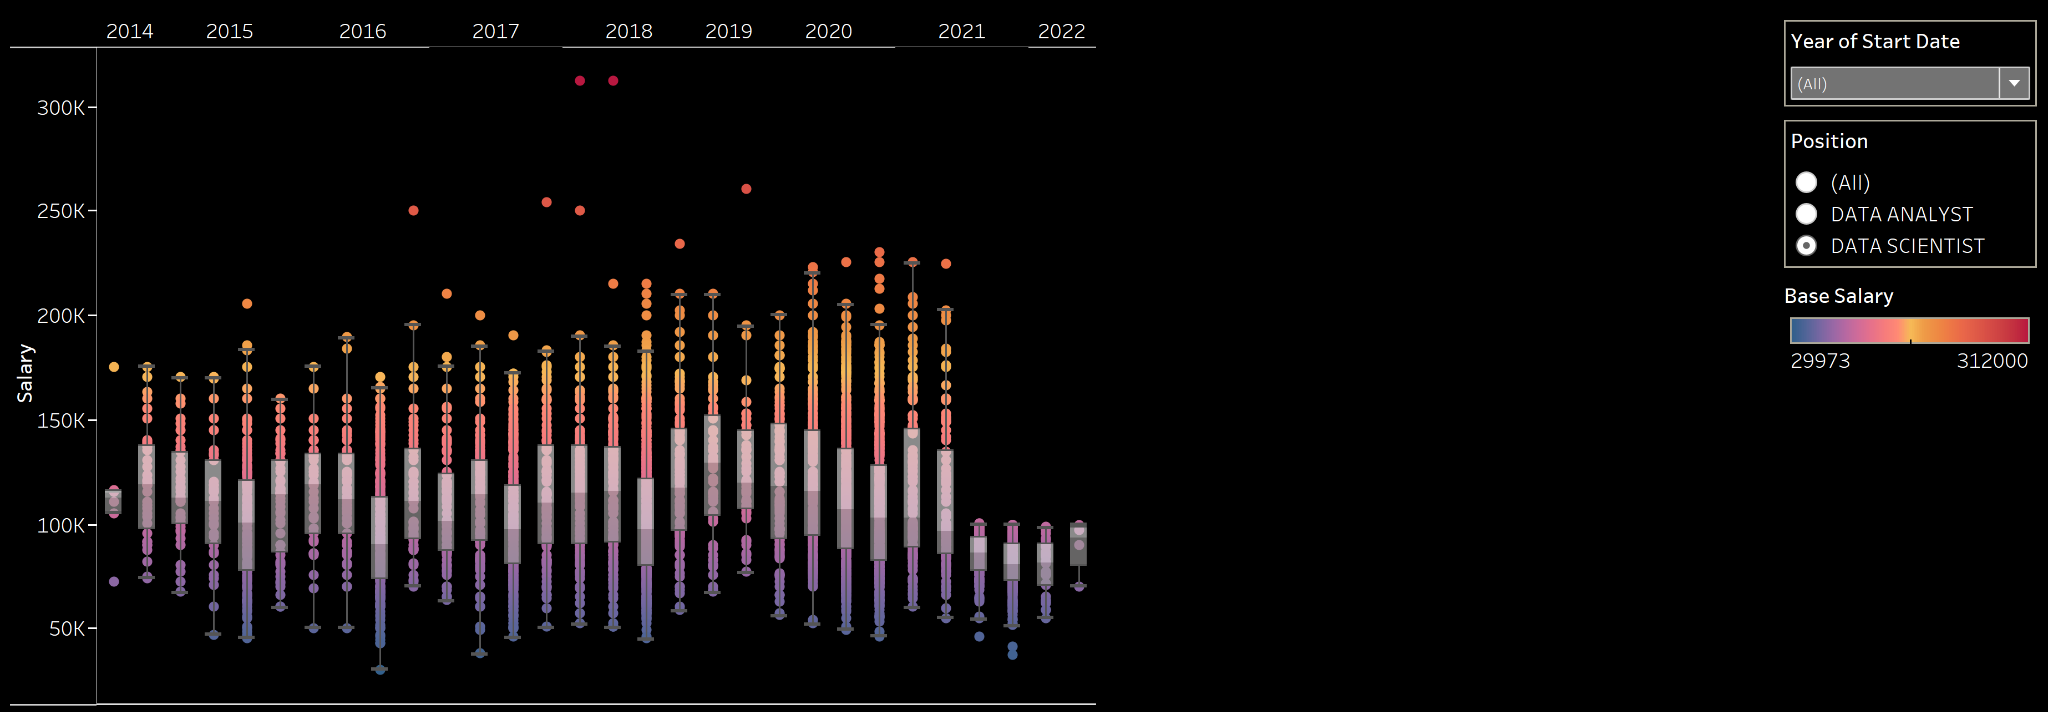 2014 2015 2016 2017 2018 2019 2020 2021 2022
300K
250K
200K
150K
100K
50K
Salary
Year of Start Date
(All)
Position
(All)
DATA ANALYST
DATA SCIENTIST
Base Salary
29973 312000